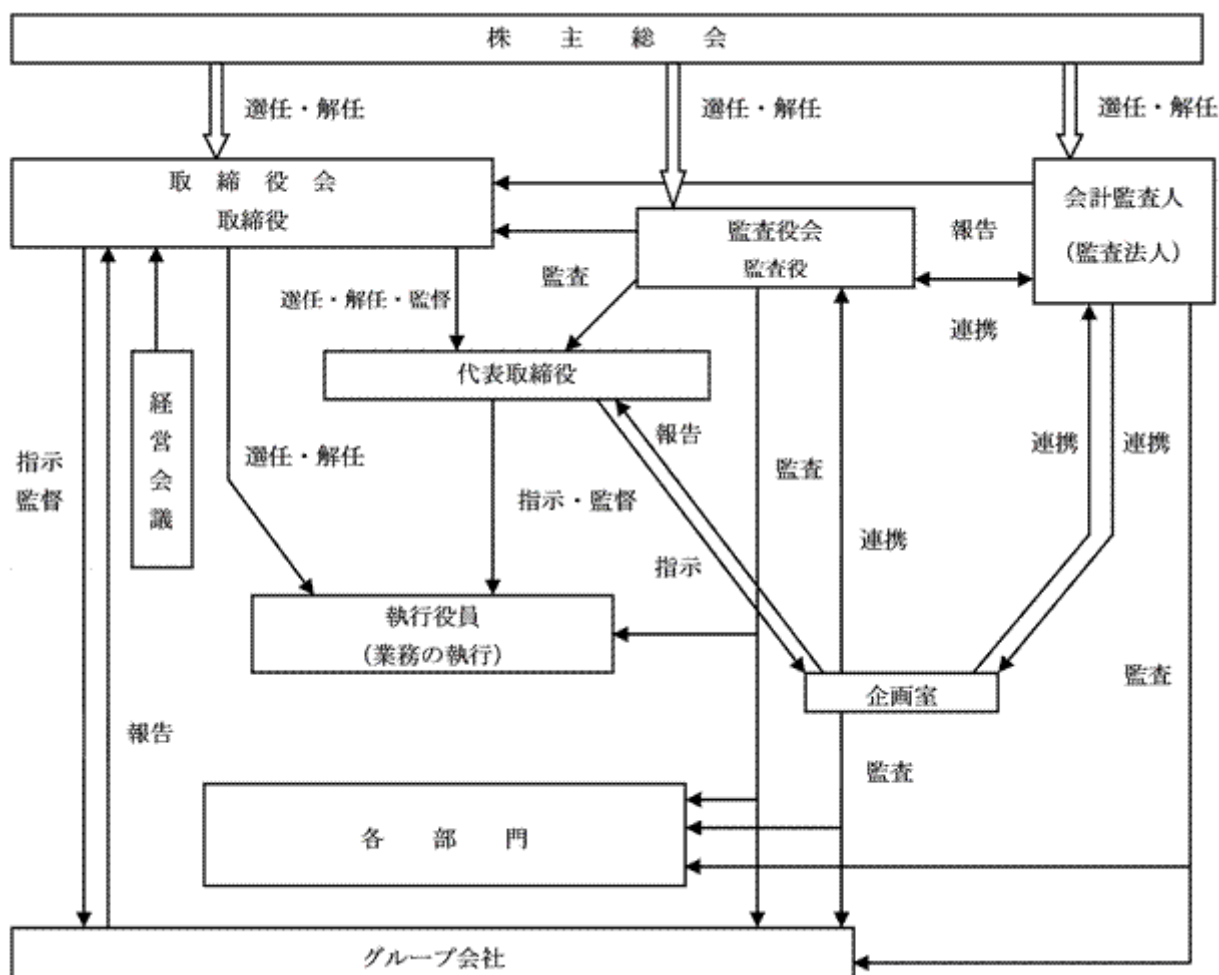 株主総会
選任・解任
選任・解任
選任・解任
取締役会
取締役
監査役会
監査役
会計監査人
(監査法人)
報告
監査
選任・解任・監督
連携
代表取締役
経営会議
報告
連携
連携
選任・解任
監査
指示
監督
指示・監督
連携
指示
執行役員
(業務の執行)
企画室
監査
報告
監査
各部門
グループ会社